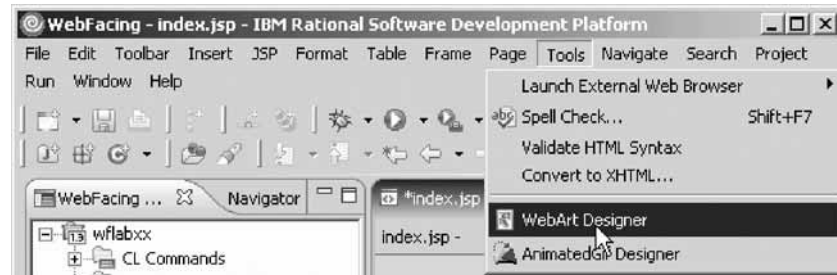 WebFacing - index.jsp - IBM Rational Software Development Platform
File Edit Toolbar Insert JSP Format Table Frame Page Tools Navigate Search Project
Run Window Help
Launch External Web Browser
Spell Check... Shift+F7
Validate HTML Syntax
Convert to XHTML...
WebArt Designer
AnimatedGif Designer
WebFacing ... Navigator
*index.jsp
wflabxx
index.jsp -
CL Commands